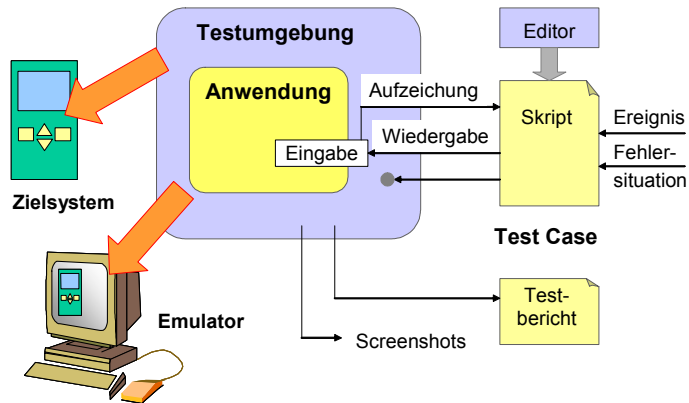 Testumgebung
Editor
Anwendung
Aufzeichung
Skript
Ereignis
Wiedergabe
Eingabe
Fehler-
situation
Zielsystem
Test Case
Test-
bericht
Emulator
Screenshots